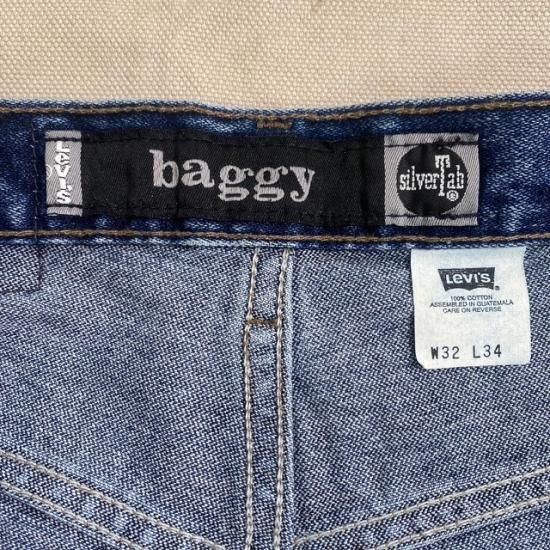 LEVI'S
baggy
silverTab®
LEVI'S
100% COTTON
ASSEMBLED IN GUATEMALA
CARE ON REVERSE
W32 L34